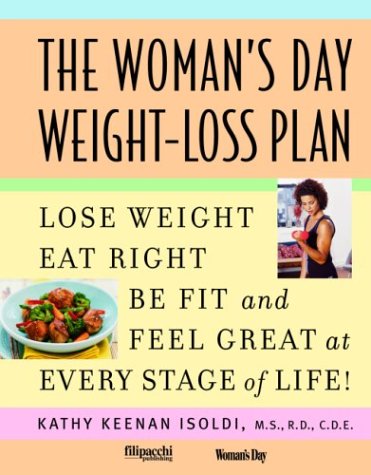 THE WOMAN'S DAY
WEIGHT-LOSS PLAN
LOSE WEIGHT
EAT RIGHT
BE FIT and
FEEL GREAT at
EVERY STAGE of LIFE!
KATHY KEENAN ISOLDI, M.S., R.D., C.D.E.
filipacchi
publishing
Woman's Day